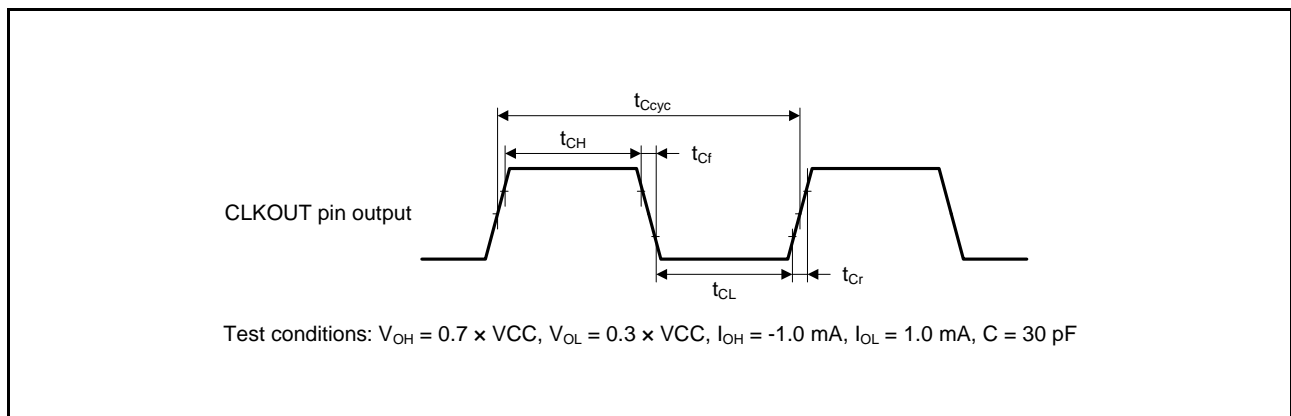 tCcyc
tCH
tCf
CLKOUT pin output
tCr
tCL
Test conditions: VOH = 0.7 × VCC, VOL = 0.3 × VCC, IOH = -1.0 mA, IOL = 1.0 mA, C = 30 pF